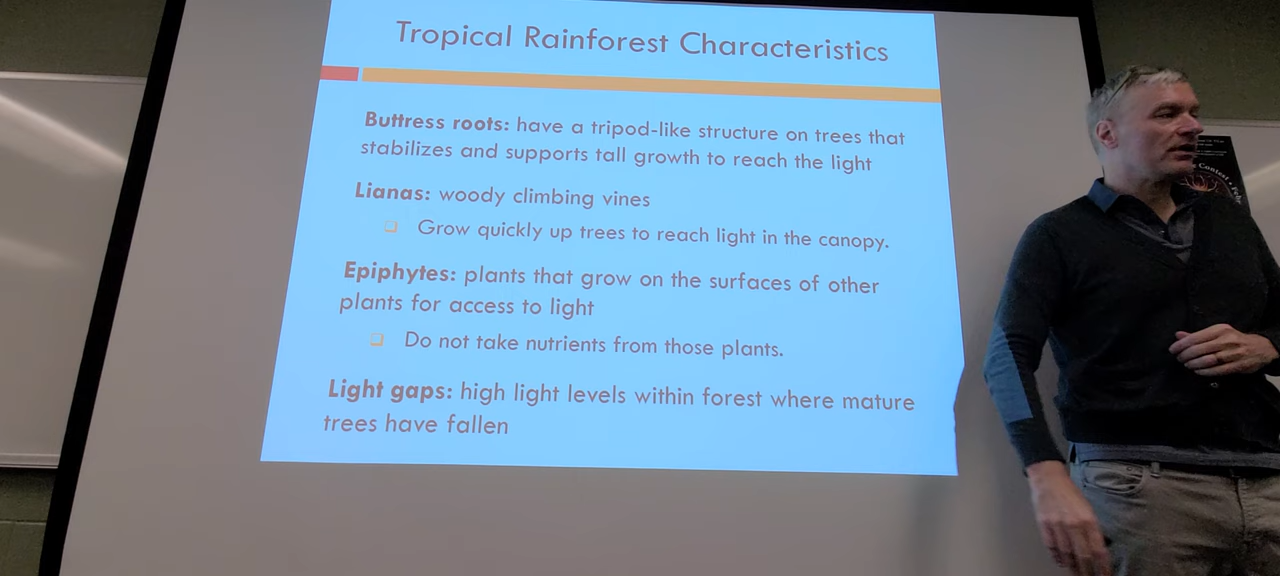 Tropical Rainforest Characteristics
Buttress roots: have a tripod-like structure on trees that
stabilizes and supports tall growth to reach the light
Lianas: woody climbing vines
Grow quickly up trees to reach light in the canopy.
Epiphytes: plants that grow on the surfaces of other
plants for access to light
Do not take nutrients from those plants.
Light gaps: high light levels within forest where mature
trees have fallen
Contest